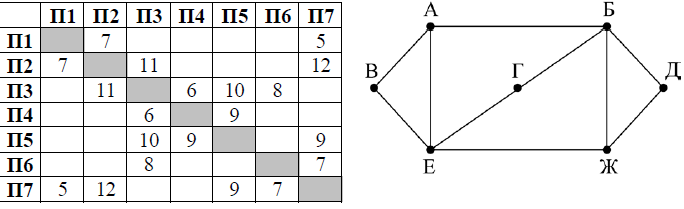 П1 П2 П3 П4 П5 П6 П7
П1 7 5
П2 7 11 12
П3 11 6 10 8
П4 6 9
П5 10 9 9
П6 8 7
П7 5 12 9 7
А Б
В Г Д
Е Ж